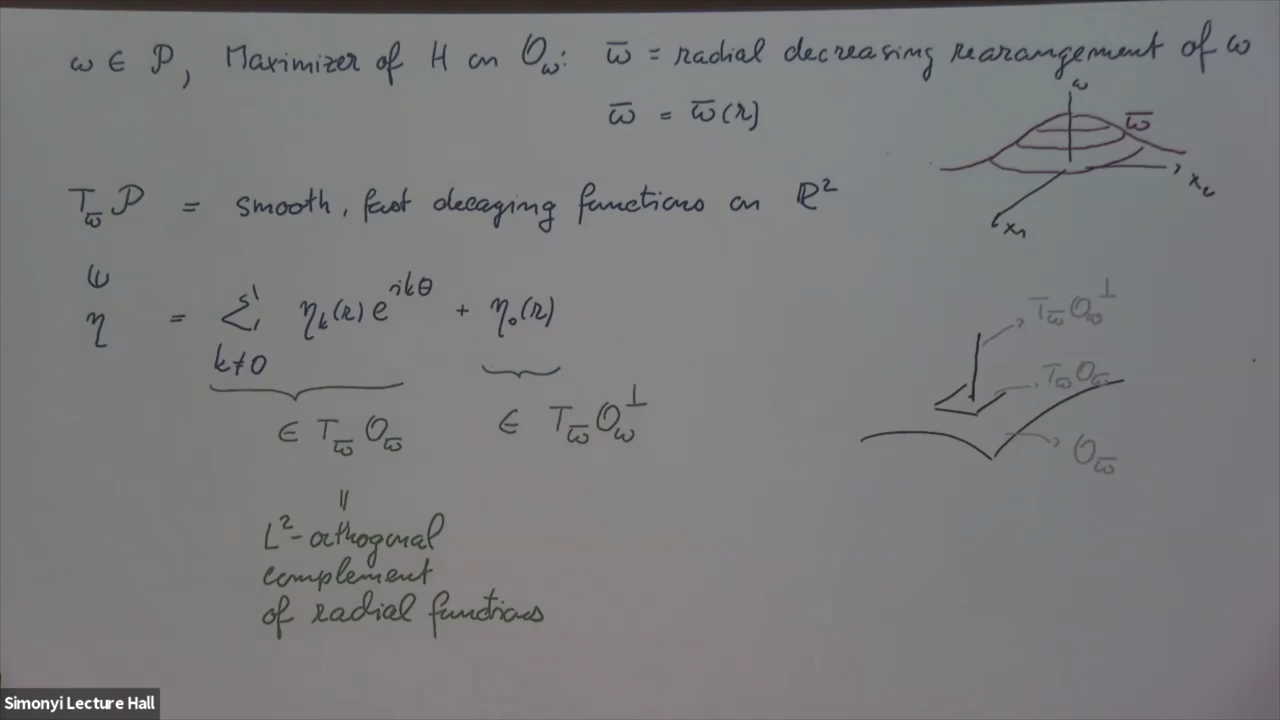 ω ∈ 𝒫, Maximizer of H on 𝒪_ω: ω̄ = radial decreasing rearangement of ω
ω̄ = ω̄(r)
ω
ω̄
x₂
x₁
T_ω̄ 𝒫 = smooth, fast decaying functions on ℝ²
∪
η = Σ' η_k(r) e^{ikθ} + η₀(r)
k≠0
∈ T_ω̄ 𝒪_ω̄ ∈ T_ω̄ 𝒪_ω^⊥
||
L²-orthogonal
complement
of radial functions
T_ω̄ 𝒪_ω̄^⊥
T_ω̄ 𝒪_ω̄
𝒪_ω̄
Simonyi Lecture Hall